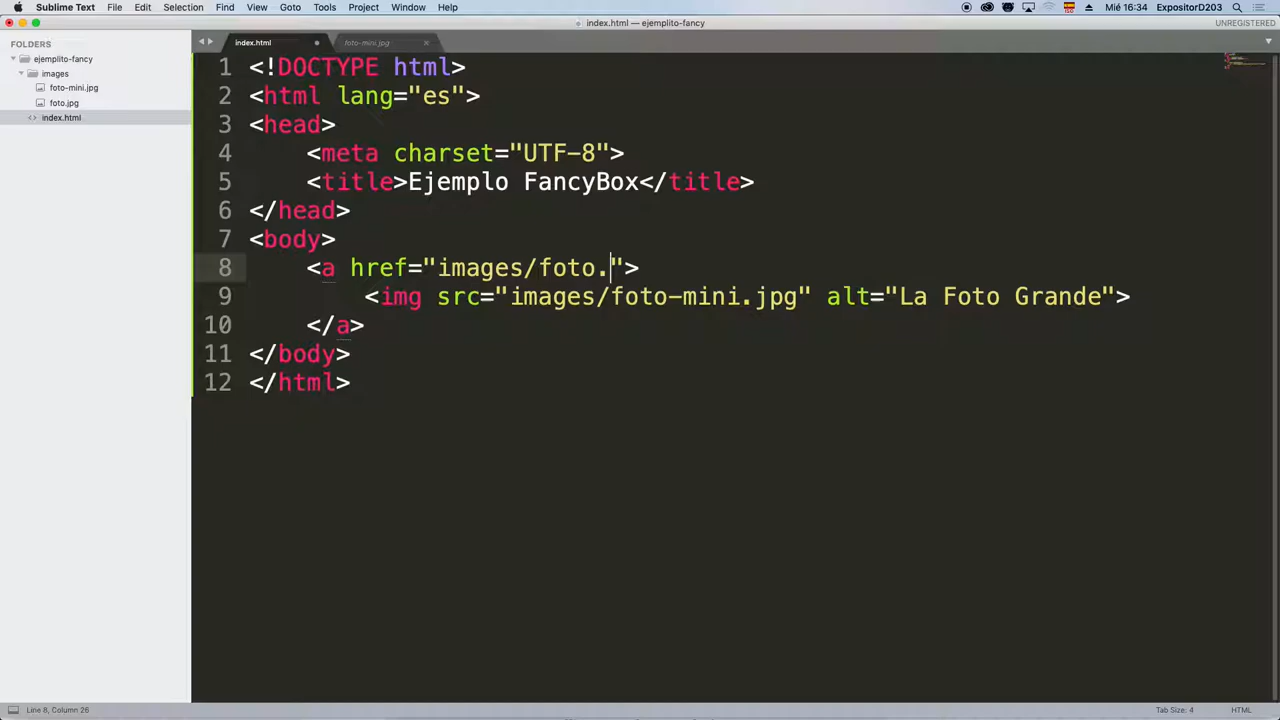 Sublime Text File Edit Selection Find View Goto Tools Project Window Help Mié 16:34 ExpositorD203
index.html — ejemplito-fancy UNREGISTERED
FOLDERS
ejemplito-fancy
images
foto-mini.jpg
foto.jpg
<> index.html
index.html foto-mini.jpg
1 <!DOCTYPE html>
2 <html lang="es">
3 <head>
4 <meta charset="UTF-8">
5 <title>Ejemplo FancyBox</title>
6 </head>
7 <body>
8 <a href="images/foto.">
9 <img src="images/foto-mini.jpg" alt="La Foto Grande">
10 </a>
11 </body>
12 </html>
Line 8, Column 26 Tab Size: 4 HTML